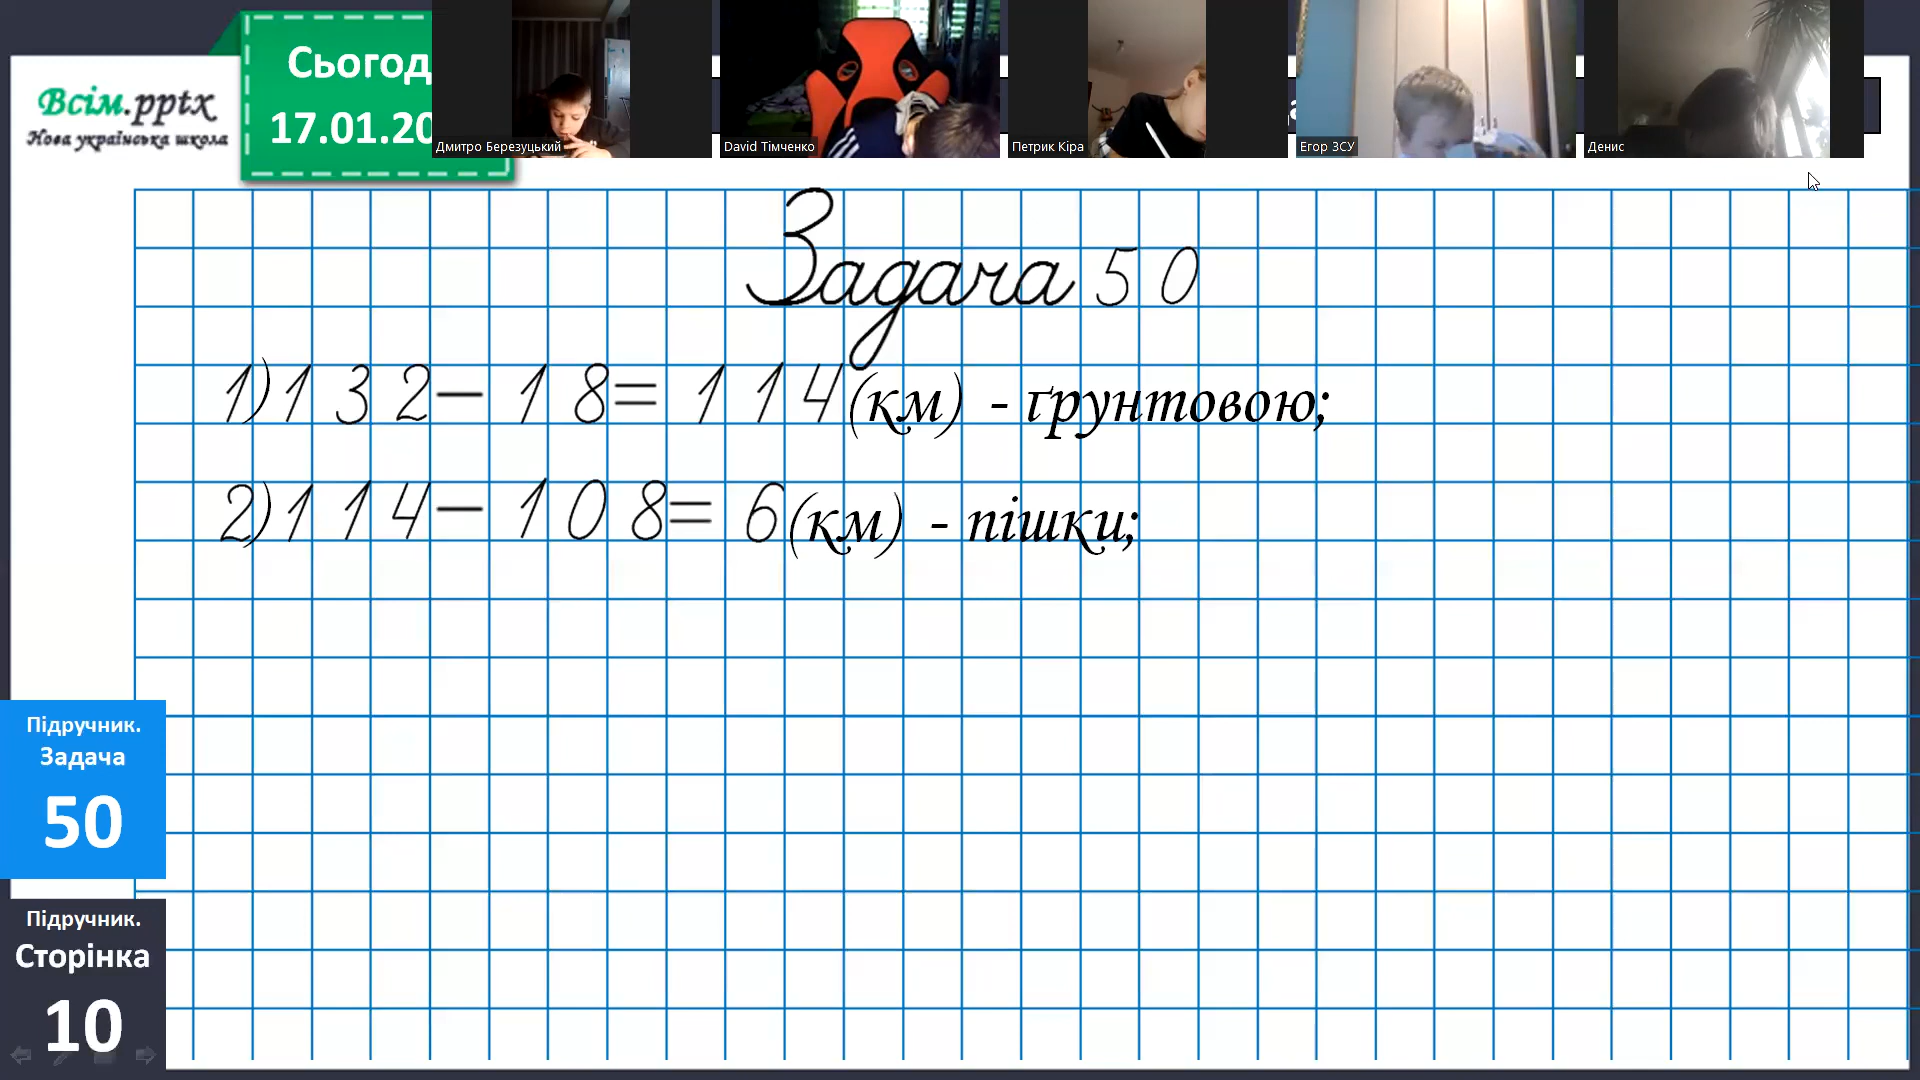 Всім.pptx
Нова українська школа
Сьогод
17.01.20
Дмитро Березуцький
David Тімченко
Петрик Кіра
Егор ЗСУ
Денис
Задача 50
1) 132 - 18 = 114 (км) - ґрунтовою;
2) 114 - 108 = 6 (км) - пішки;
Підручник.
Задача
50
Підручник.
Сторінка
10